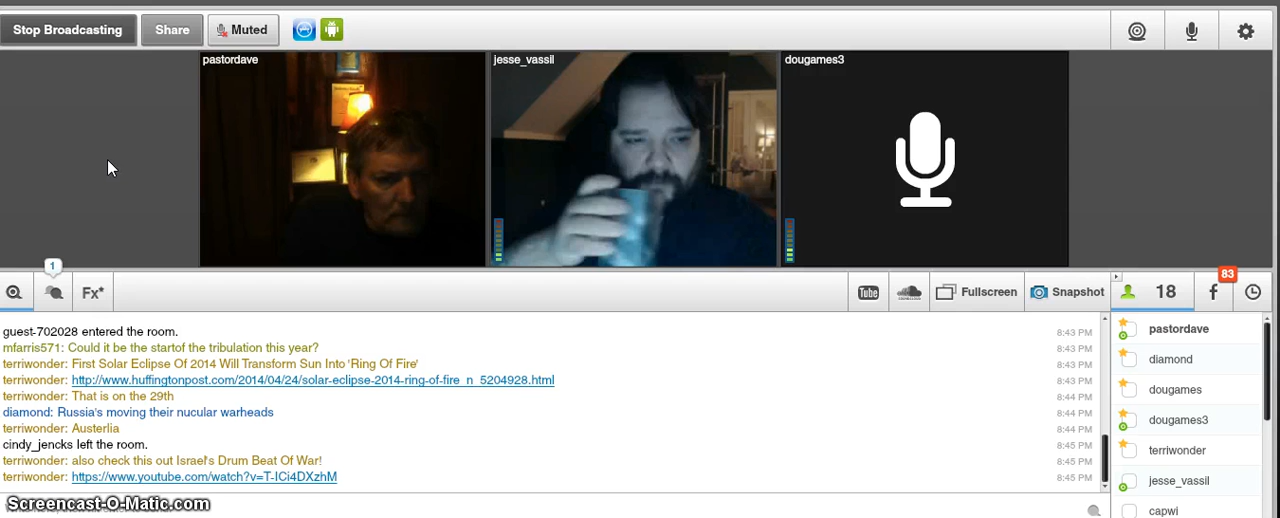 Stop Broadcasting
Share
Muted
pastordave
jesse_vassil
dougames3
1
Fx*
You Tube
Fullscreen
Snapshot
18
83
guest-702028 entered the room.
8:43 PM
mfarris571: Could it be the startof the tribulation this year?
8:43 PM
terriwonder: First Solar Eclipse Of 2014 Will Transform Sun Into 'Ring Of Fire'
8:43 PM
terriwonder: http://www.huffingtonpost.com/2014/04/24/solar-eclipse-2014-ring-of-fire_n_5204928.html
8:43 PM
terriwonder: That is on the 29th
8:44 PM
diamond: Russia's moving their nucular warheads
8:44 PM
terriwonder: Austerlia
8:44 PM
cindy_jencks left the room.
8:45 PM
terriwonder: also check this out Israel's Drum Beat Of War!
8:45 PM
terriwonder: https://www.youtube.com/watch?v=T-ICi4DXzhM
8:45 PM
pastordave
diamond
dougames
dougames3
terriwonder
jesse_vassil
capwi
Screencast-O-Matic.com